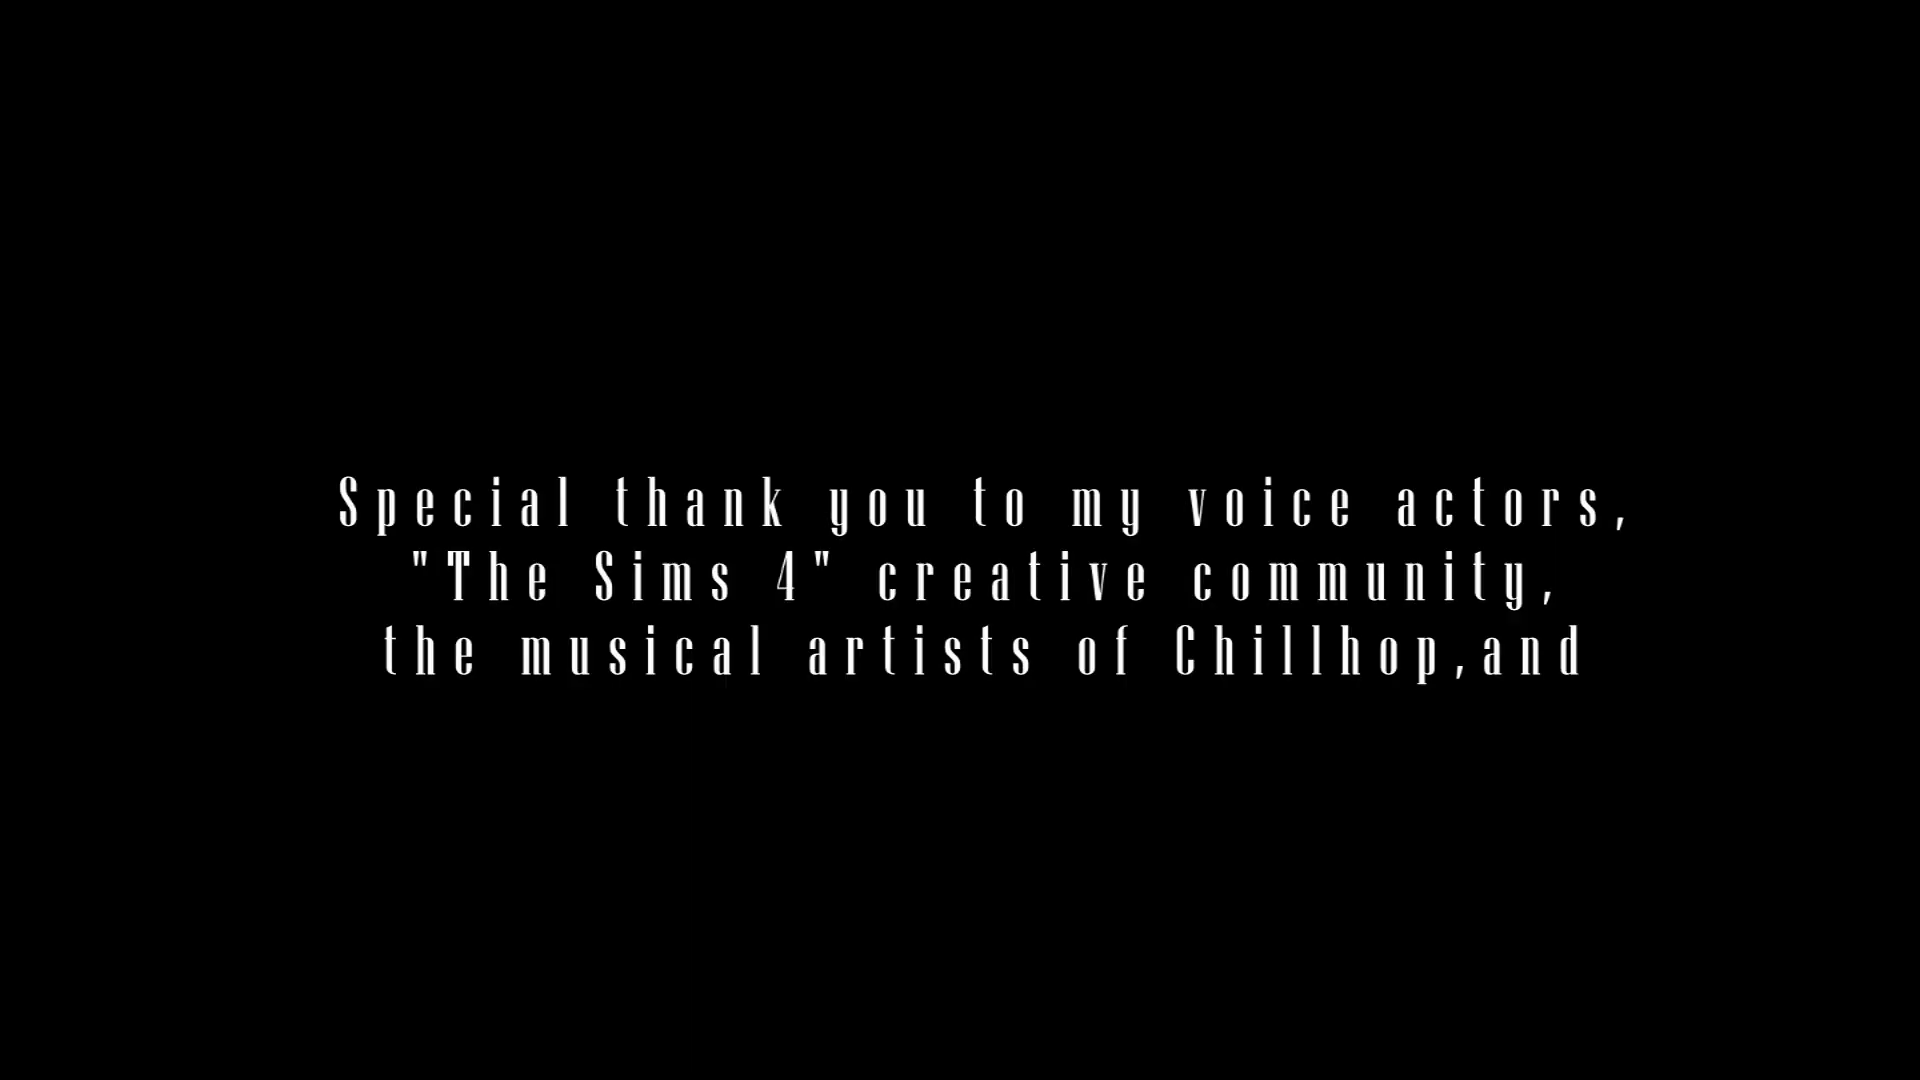 Special thank you to my voice actors,
"The Sims 4" creative community,
the musical artists of Chillhop,and